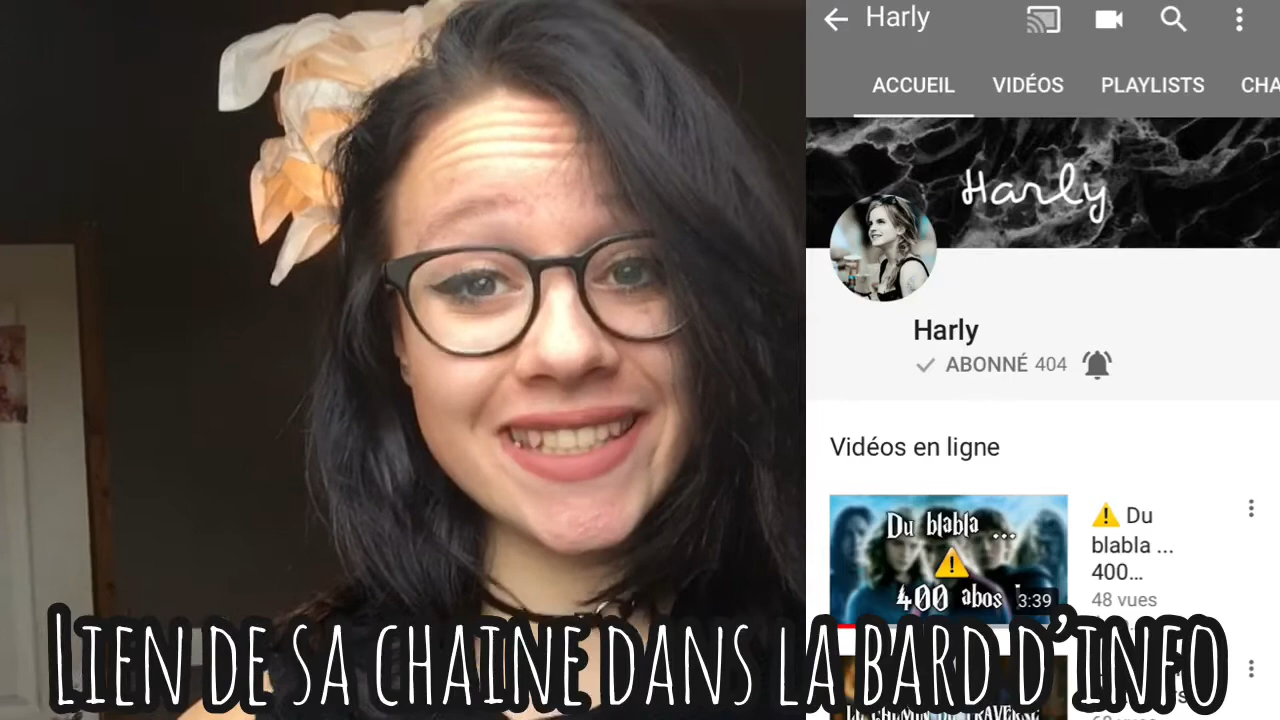 Harly
ACCUEIL VIDÉOS PLAYLISTS CHA
Harly
Harly
ABONNÉ 404
Vidéos en ligne
Du blabla ...
400 abos
3:39
⚠ Du
blabla ...
400...
48 vues
LIEN DE SA CHAINE DANS LA BARD D'INFO